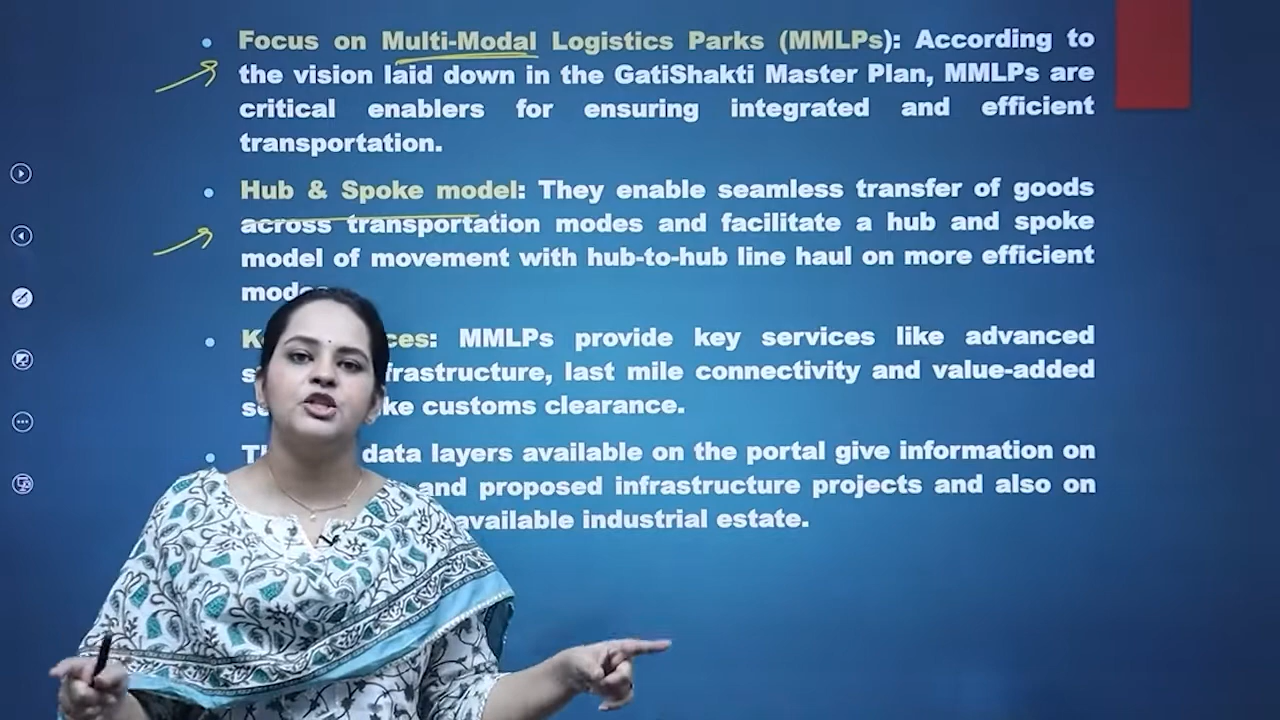 Focus on Multi-Modal Logistics Parks (MMLPs): According to
the vision laid down in the GatiShakti Master Plan, MMLPs are
critical enablers for ensuring integrated and efficient
transportation.
Hub & Spoke model: They enable seamless transfer of goods
across transportation modes and facilitate a hub and spoke
model of movement with hub-to-hub line haul on more efficient
MMLPs provide key services like advanced
last mile connectivity and value-added
customs clearance.
data layers available on the portal give information on
and proposed infrastructure projects and also on
available industrial estate.